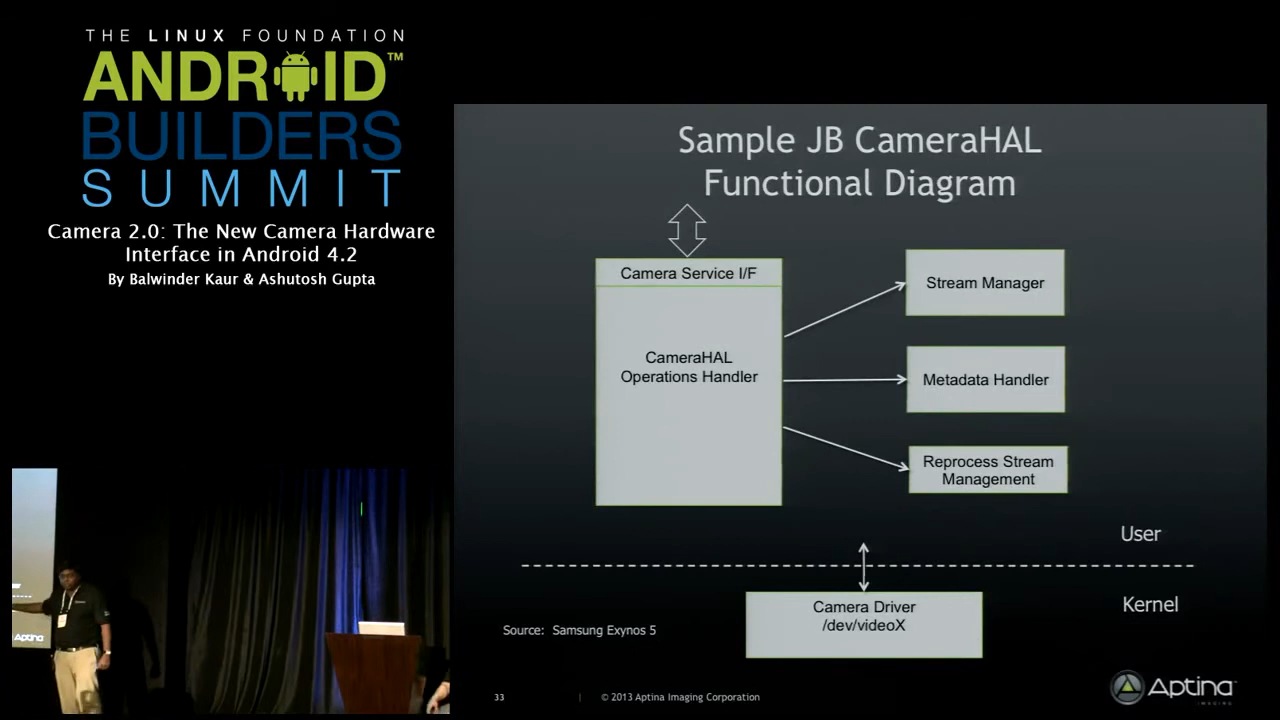 THE LINUX FOUNDATION
ANDROID™
BUILDERS
SUMMIT
Camera 2.0: The New Camera Hardware
Interface in Android 4.2
By Balwinder Kaur & Ashutosh Gupta
Sample JB CameraHAL
Functional Diagram
Camera Service I/F
CameraHAL
Operations Handler
Stream Manager
Metadata Handler
Reprocess Stream
Management
User
Kernel
Camera Driver
/dev/videoX
Source: Samsung Exynos 5
33
| © 2013 Aptina Imaging Corporation
Aptina™
IMAGING
Aptina